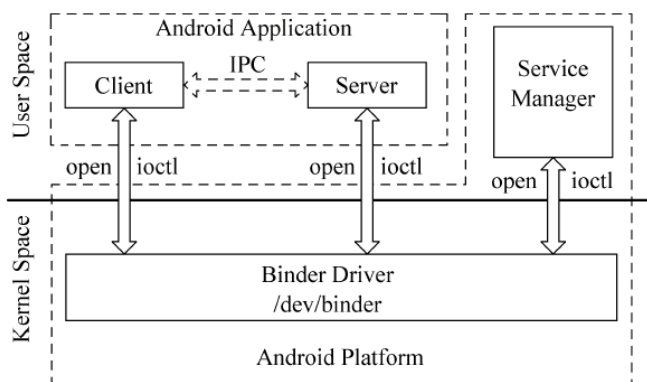 User Space
Android Application
Client
IPC
Server
Service
Manager
open ioctl
open ioctl
open ioctl
Kernel Space
Binder Driver
/dev/binder
Android Platform